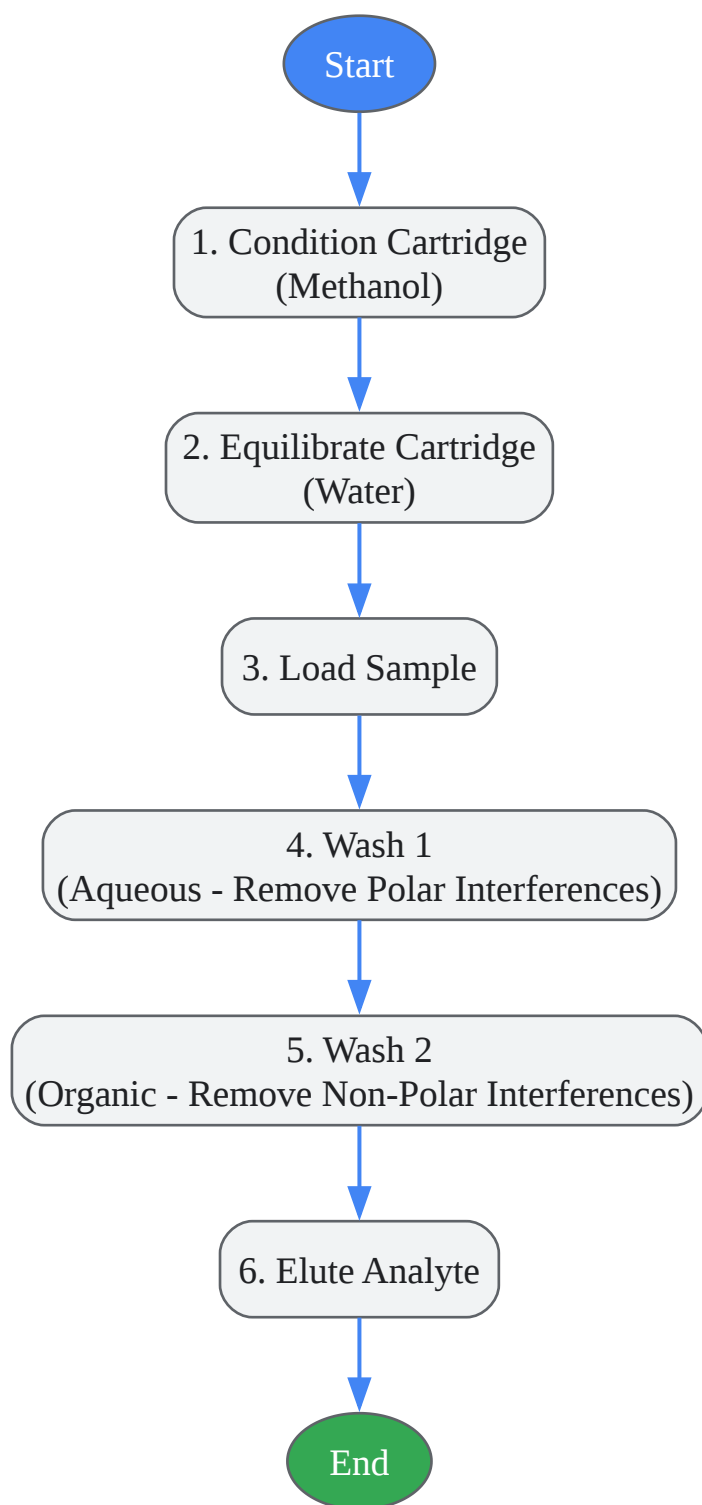 Start
1. Condition Cartridge
(Methanol)
2. Equilibrate Cartridge
(Water)
3. Load Sample
4. Wash 1
(Aqueous - Remove Polar Interferences)
5. Wash 2
(Organic - Remove Non-Polar Interferences)
6. Elute Analyte
End